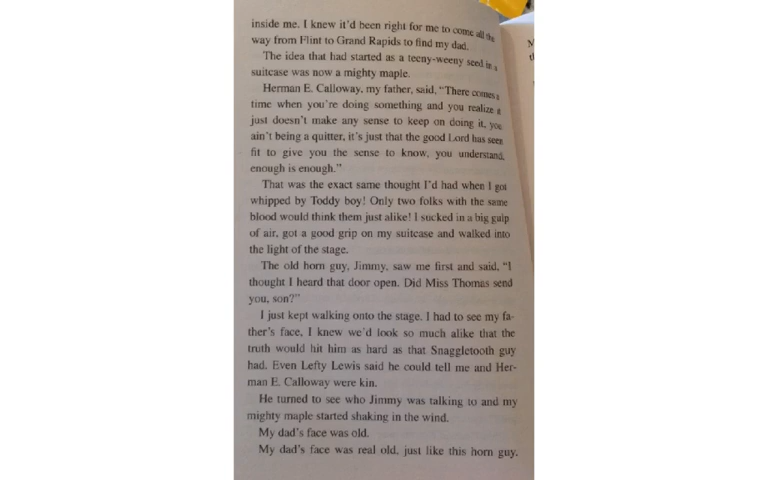 inside me. I knew it'd been right for me to come all the
way from Flint to Grand Rapids to find my dad.
The idea that had started as a teeny-weeny seed in a
suitcase was now a mighty maple.
Herman E. Calloway, my father, said, “There comes a
time when you're doing something and you realize it
just doesn't make any sense to keep on doing it, you
ain't being a quitter, it's just that the good Lord has seen
fit to give you the sense to know, you understand,
enough is enough.”
That was the exact same thought I'd had when I got
whipped by Toddy boy! Only two folks with the same
blood would think them just alike! I sucked in a big gulp
of air, got a good grip on my suitcase and walked into
the light of the stage.
The old horn guy, Jimmy, saw me first and said, “I
thought I heard that door open. Did Miss Thomas send
you, son?”
I just kept walking onto the stage. I had to see my fa-
ther's face, I knew we'd look so much alike that the
truth would hit him as hard as that Snaggletooth guy
had. Even Lefty Lewis said he could tell me and Her-
man E. Calloway were kin.
He turned to see who Jimmy was talking to and my
mighty maple started shaking in the wind.
My dad's face was old.
My dad's face was real old, just like this horn guy,